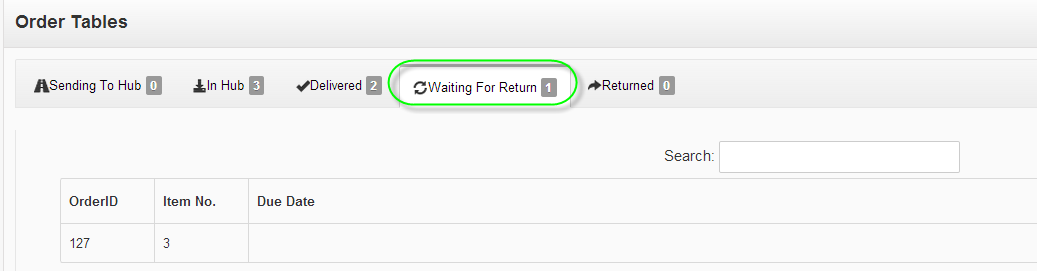 Order Tables
Sending To Hub 0 In Hub 3 Delivered 2 Waiting For Return 1 Returned 0
Search:
OrderID Item No. Due Date
127 3